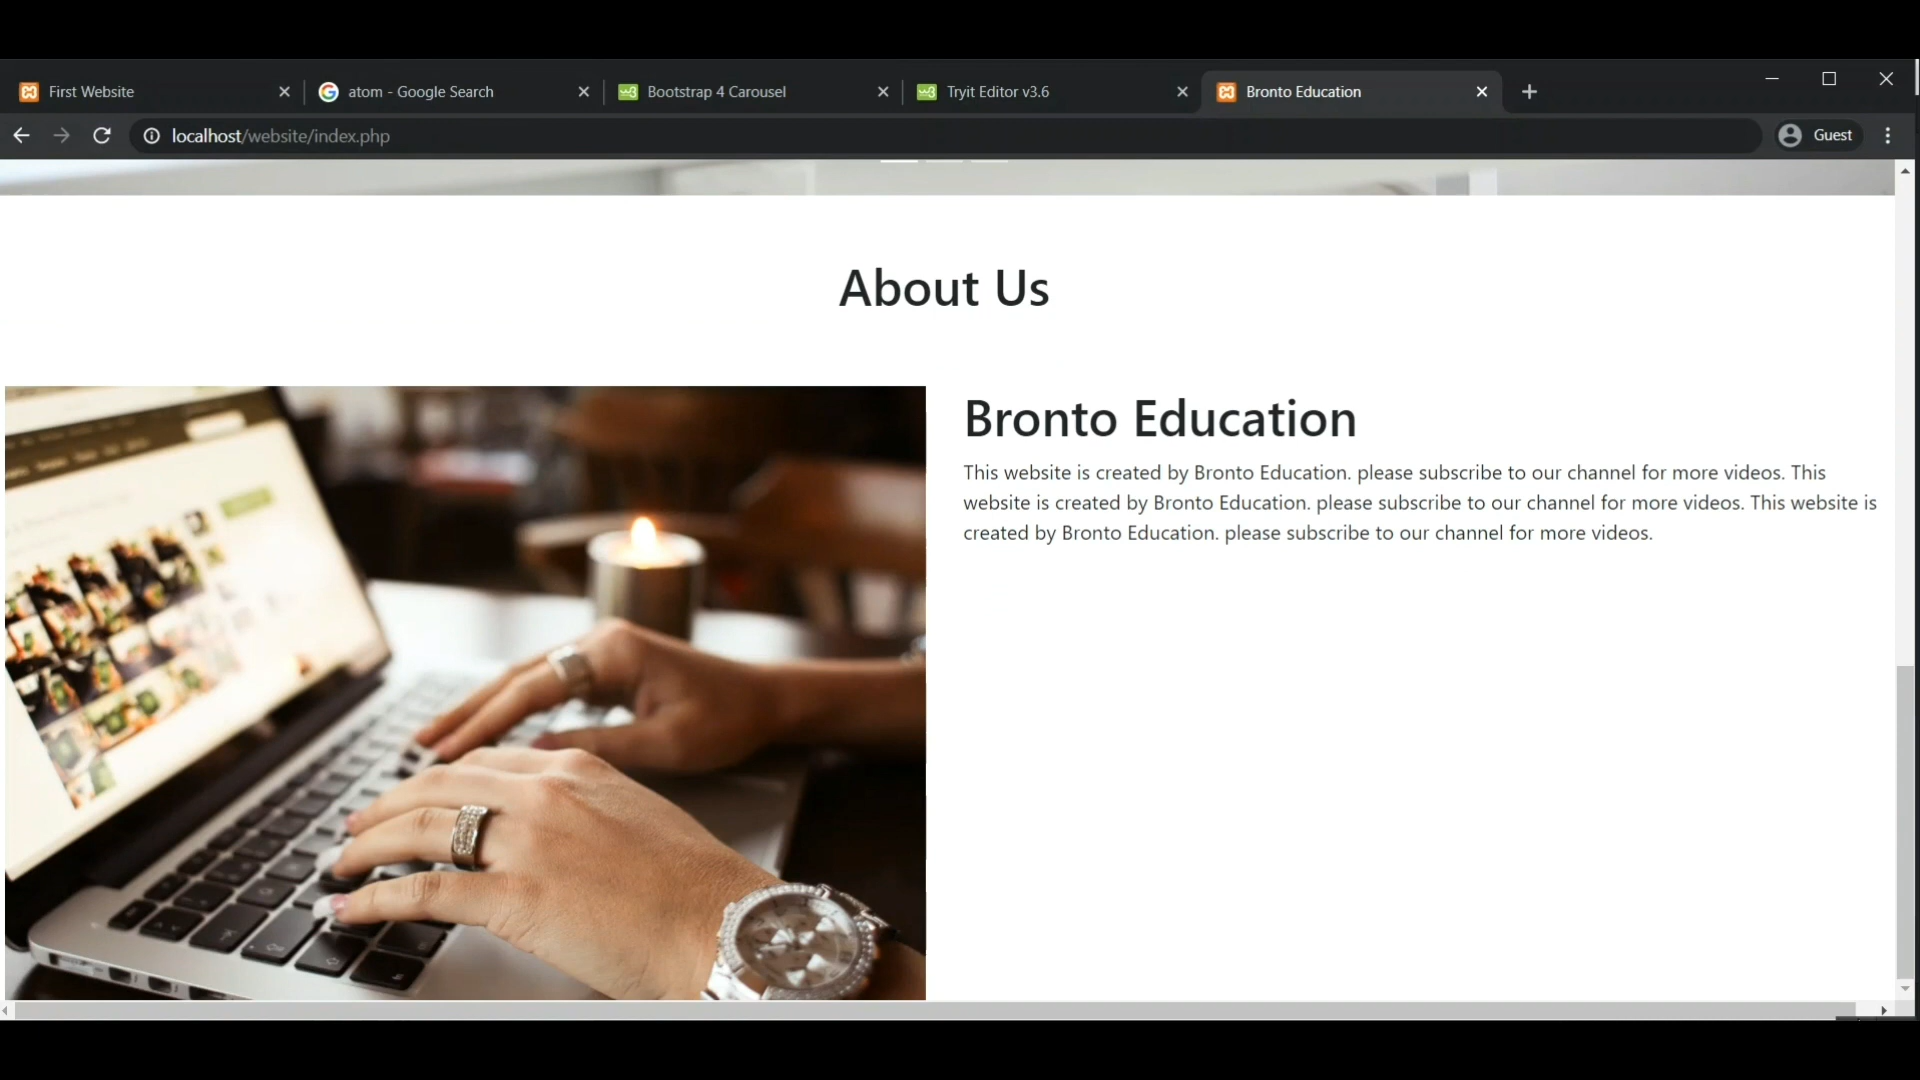 First Website
atom - Google Search
Bootstrap 4 Carousel
Tryit Editor v3.6
Bronto Education
localhost/website/index.php
Guest
About Us
Bronto Education
This website is created by Bronto Education. please subscribe to our channel for more videos. This
website is created by Bronto Education. please subscribe to our channel for more videos. This website is
created by Bronto Education. please subscribe to our channel for more videos.